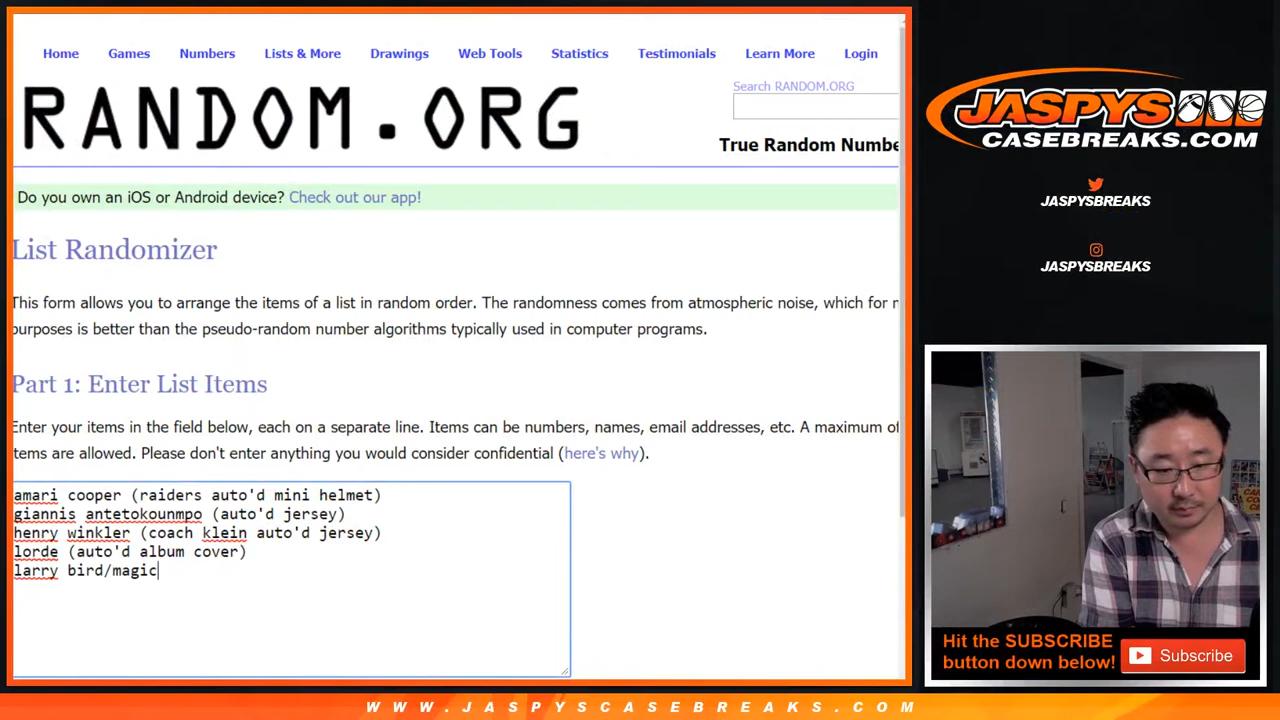 Home Games Numbers Lists & More Drawings Web Tools Statistics Testimonials Learn More Login
RANDOM.ORG
Search RANDOM.ORG
True Random Numbe
Do you own an iOS or Android device? Check out our app!
List Randomizer
This form allows you to arrange the items of a list in random order. The randomness comes from atmospheric noise, which for m
purposes is better than the pseudo-random number algorithms typically used in computer programs.
Part 1: Enter List Items
Enter your items in the field below, each on a separate line. Items can be numbers, names, email addresses, etc. A maximum of
items are allowed. Please don't enter anything you would consider confidential (here's why).
amari cooper (raiders auto'd mini helmet)
giannis antetokounmpo (auto'd jersey)
henry winkler (coach klein auto'd jersey)
lorde (auto'd album cover)
larry bird/magic
JASPYS
CASEBREAKS.COM
JASPYSBREAKS
JASPYSBREAKS
Hit the SUBSCRIBE
button down below!
Subscribe
WWW.JASPYSCASEBREAKS.COM